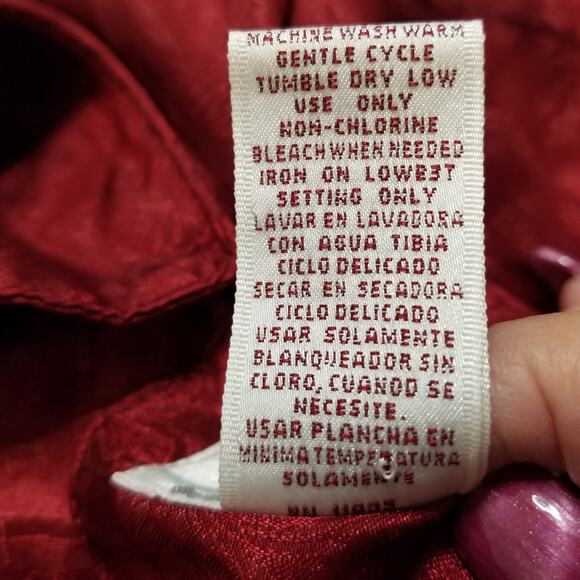 MACHINE WASH WARM
GENTLE CYCLE
TUMBLE DRY LOW
USE ONLY
NON-CHLORINE
BLEACH WHEN NEEDED
IRON ON LOWEST
SETTING ONLY
LAVAR EN LAVADORA
CON AGUA TIBIA
CICLO DELICADO
SECAR EN SECADORA
CICLO DELICADO
USAR SOLAMENTE
BLANQUEADOR SIN
CLORO, CUANDO SE
NECESITE.
USAR PLANCHA EN
MINIMA TEMPERATURA
SOLAMENTE